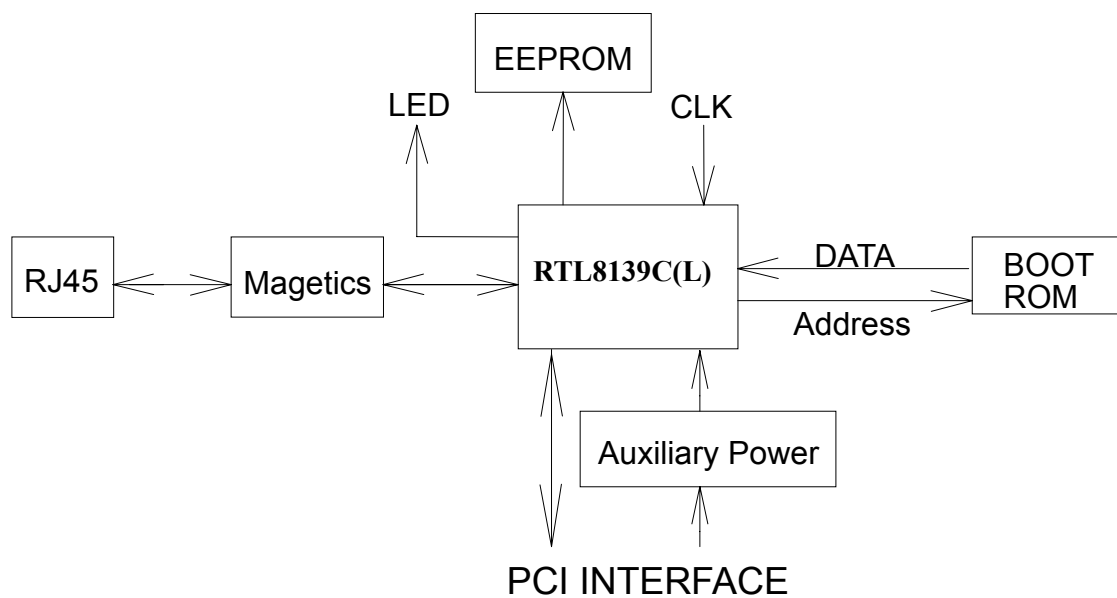 EEPROM
LED
CLK
RJ45
Magetics
RTL8139C(L)
DATA
Address
BOOT
ROM
Auxiliary Power
PCI INTERFACE